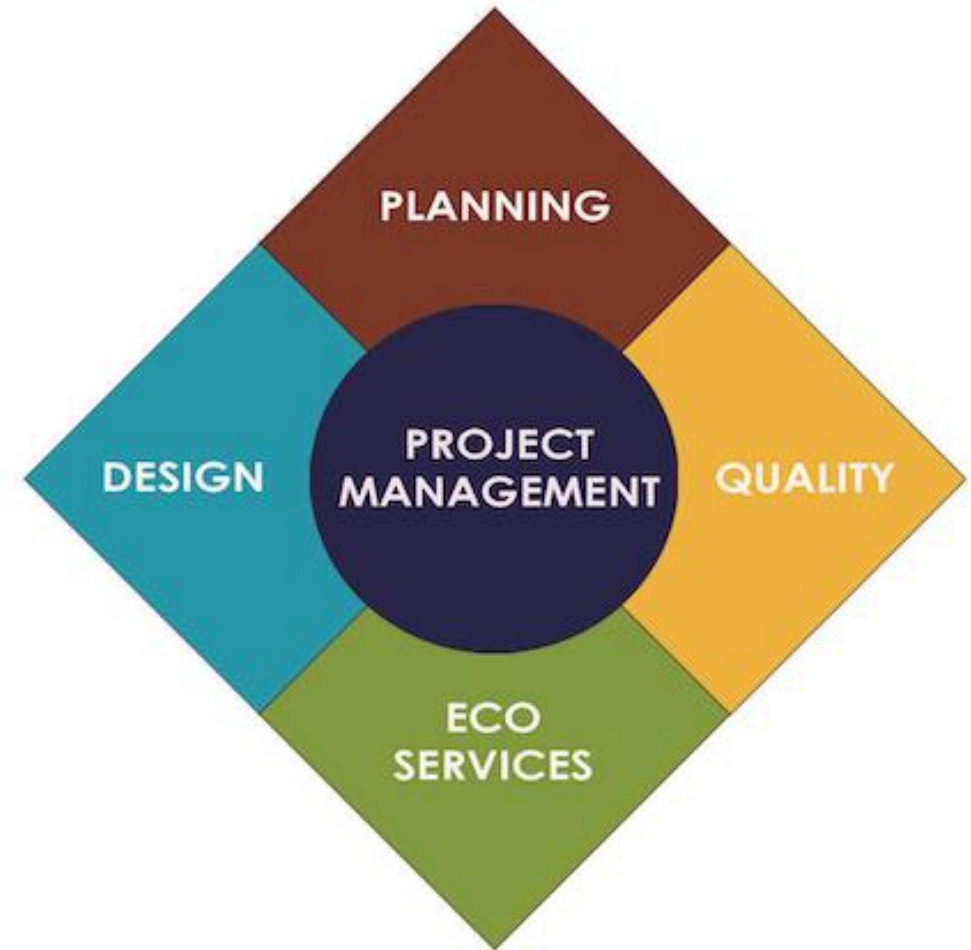 PLANNING
DESIGN
PROJECT
MANAGEMENT
QUALITY
ECO
SERVICES